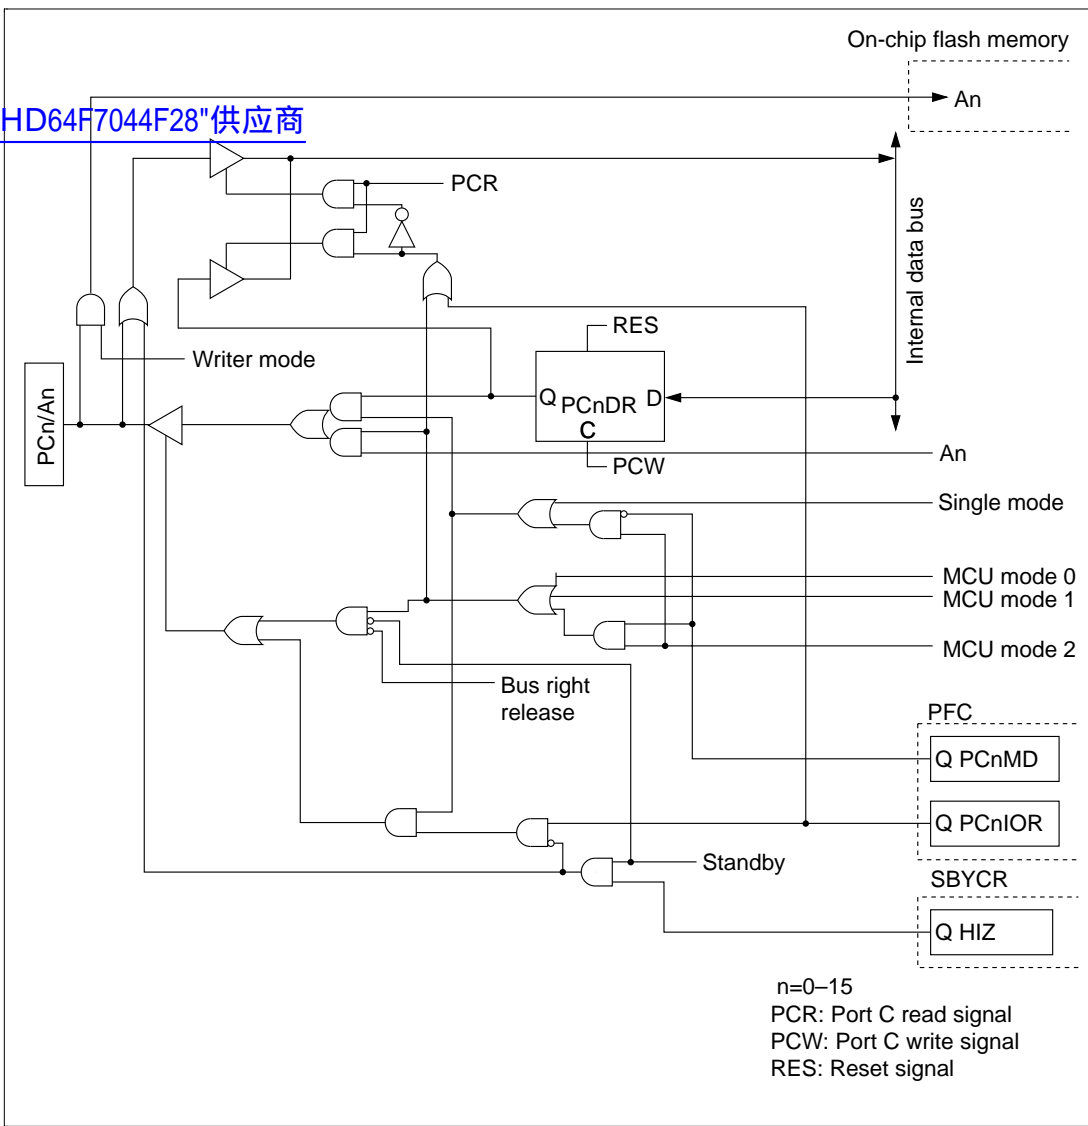 On-chip flash memory
An
HD64F7044F28"供应商
PCR
Internal data bus
RES
Writer mode
Q PCnDR D
C
PCn/An
PCW
An
Single mode
MCU mode 0
MCU mode 1
MCU mode 2
Bus right
release
PFC
Q PCnMD
Q PCnIOR
Standby
SBYCR
Q HIZ
n=0–15
PCR: Port C read signal
PCW: Port C write signal
RES: Reset signal